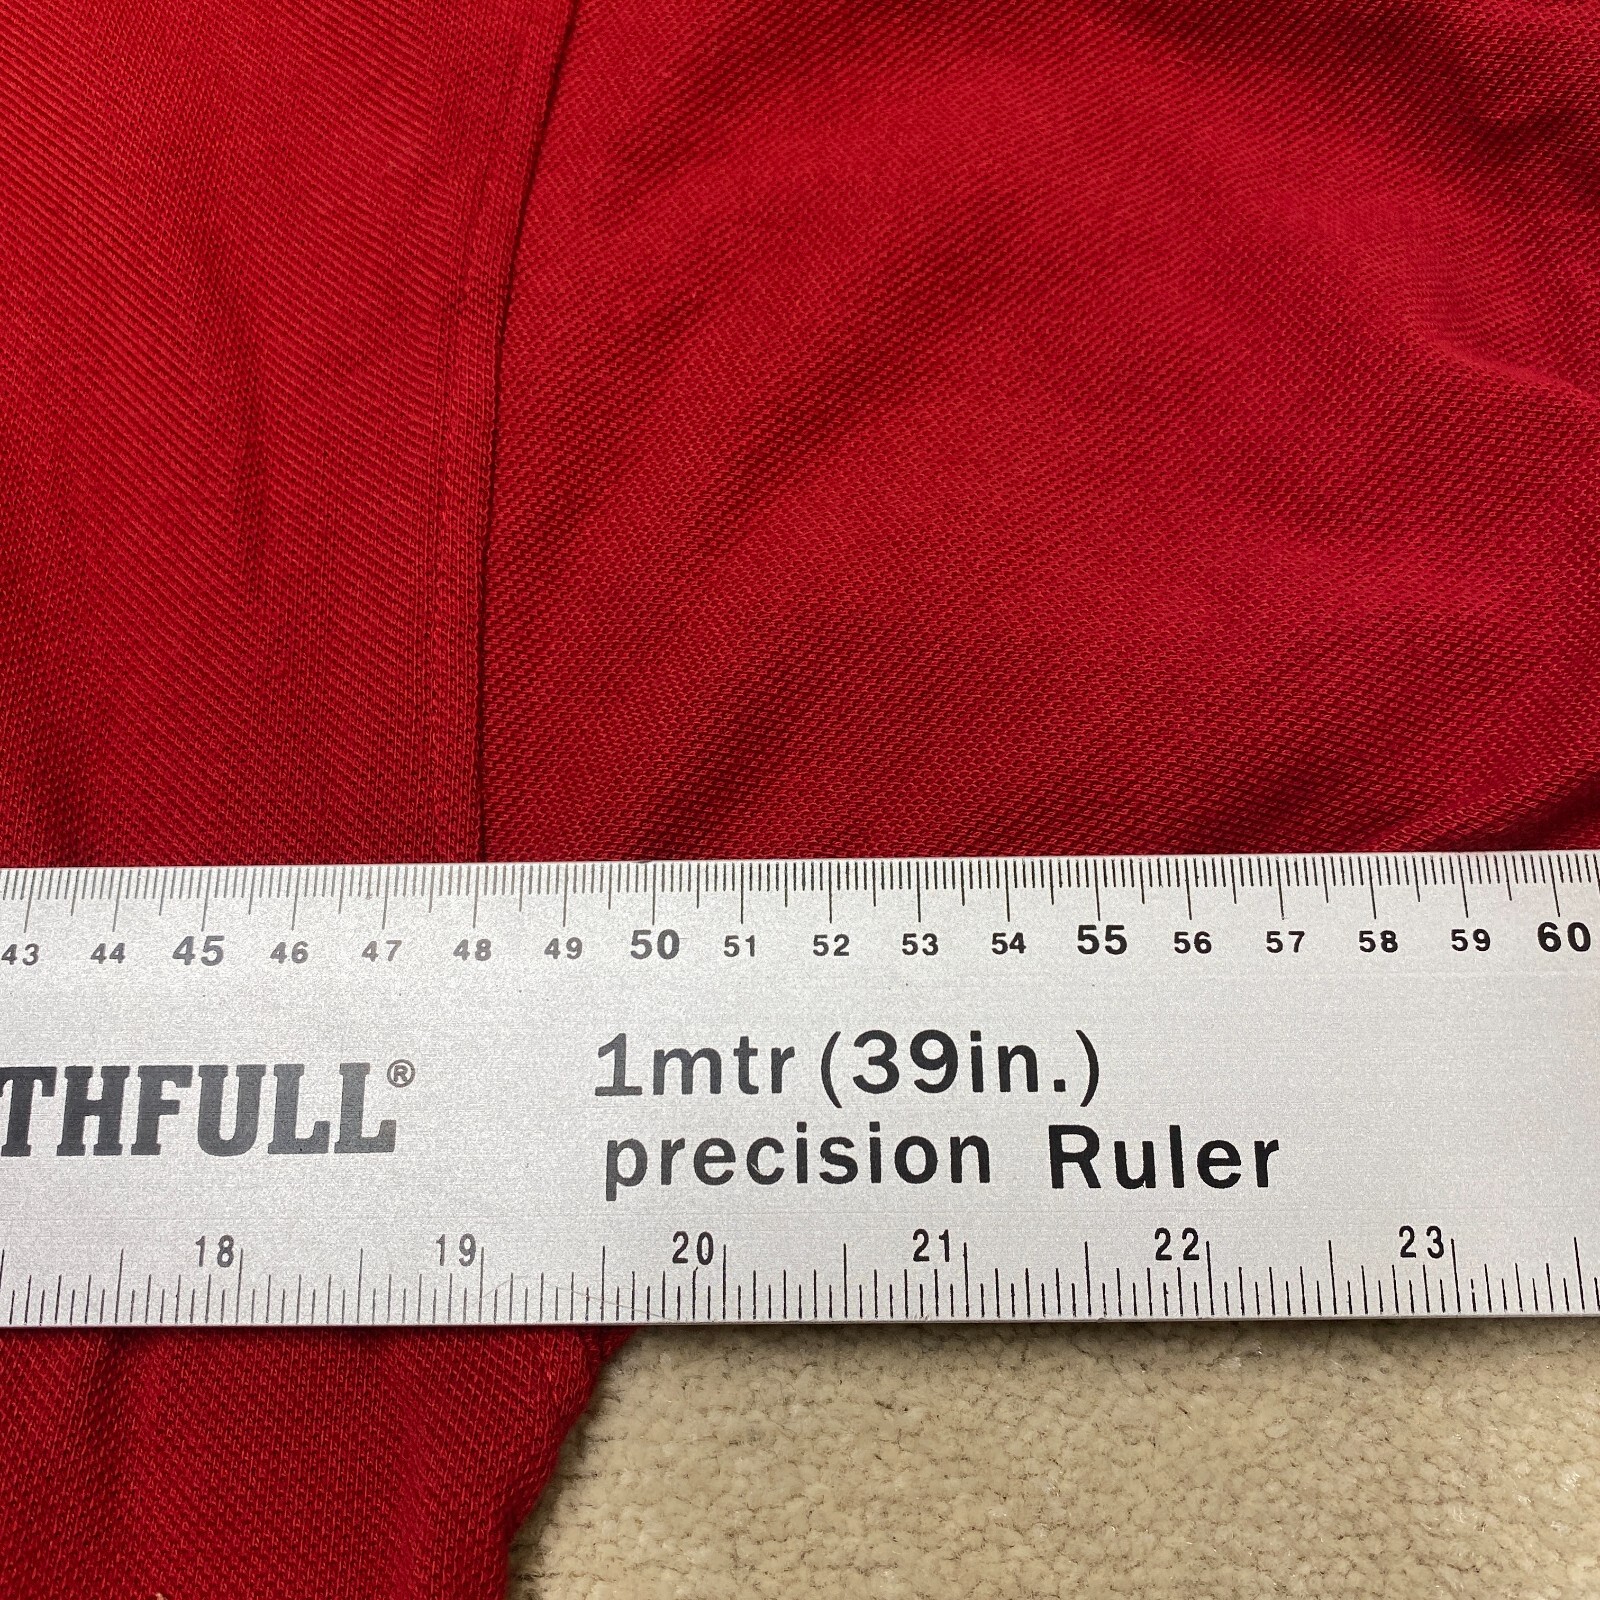 43 44 45 46 47 48 49 50 51 52 53 54 55 56 57 58 59 60
THFULL®
1mtr (39in.)
precision Ruler
18 19 20 21 22 23